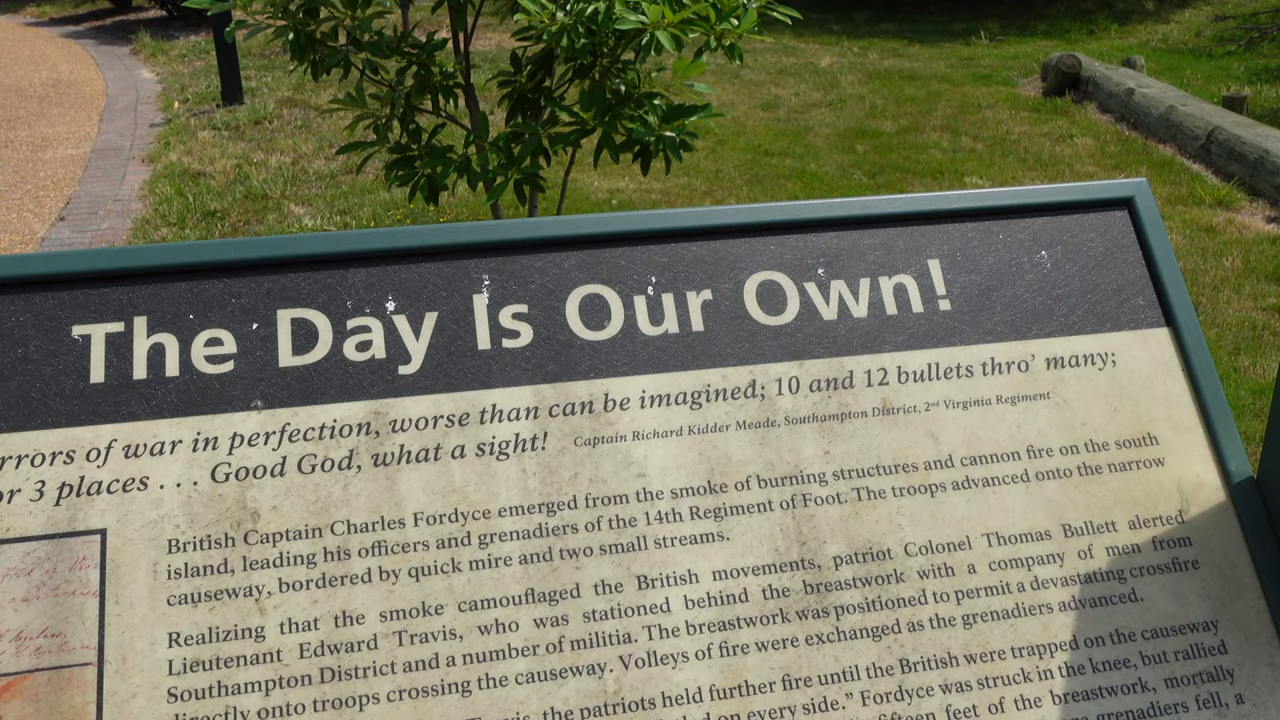 The Day Is Our Own!
of war in perfection, worse than can be imagined; 10 and 12 bullets thro' many;
3 places . . . Good God, what a sight! Captain Richard Kidder Meade, Southampton District, 2nd Virginia Regiment
British Captain Charles Fordyce emerged from the smoke of burning structures and cannon fire on the south
island, leading his officers and grenadiers of the 14th Regiment of Foot. The troops advanced onto the narrow
causeway, bordered by quick mire and two small streams.
Realizing that the smoke camouflaged the British movements, patriot Colonel Thomas Bullett alerted
Lieutenant Edward Travis, who was stationed behind the breastwork with a company of men from
Southampton District and a number of militia. The breastwork was positioned to permit a devastating crossfire
directly onto troops crossing the causeway. Volleys of fire were exchanged as the grenadiers advanced.
the patriots held further fire until the British were trapped on the causeway
on every side." Fordyce was struck in the knee, but rallied
fifteen feet of the breastwork, mortally
grenadiers fell, a